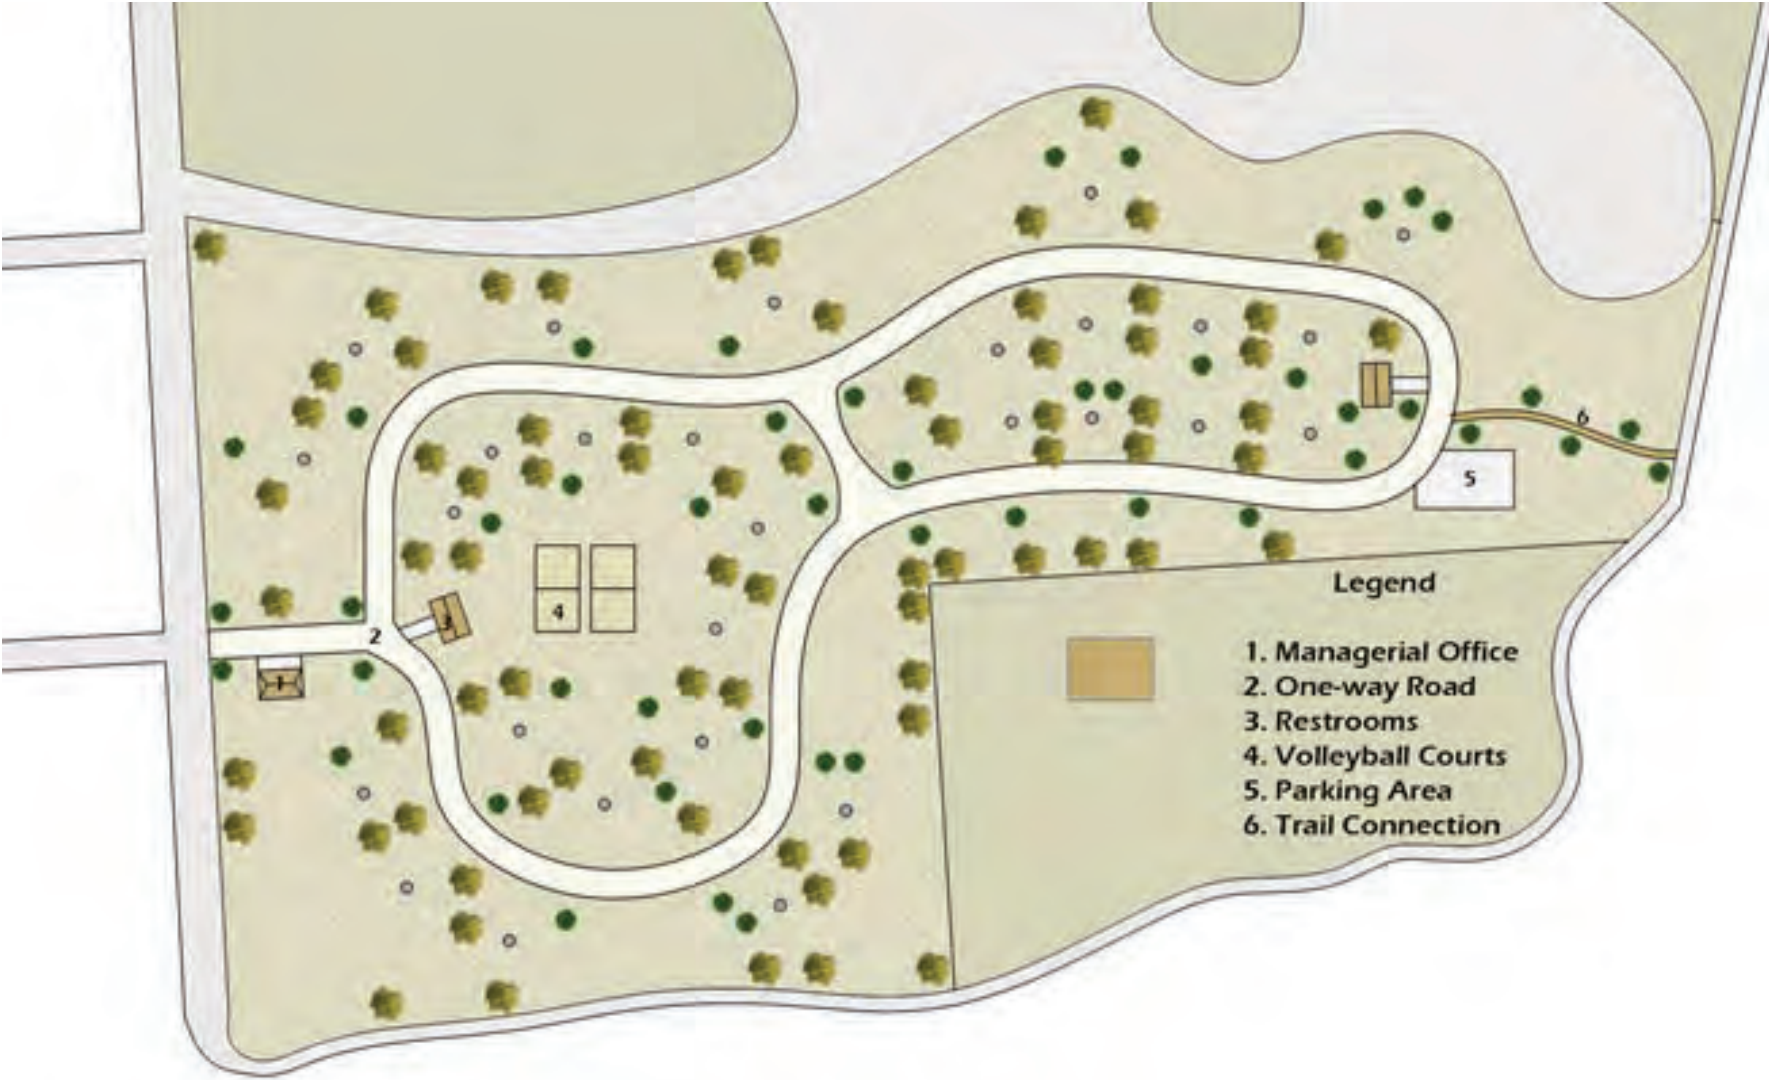 6
5
4
3
2
1
Legend
1. Managerial Office
2. One-way Road
3. Restrooms
4. Volleyball Courts
5. Parking Area
6. Trail Connection